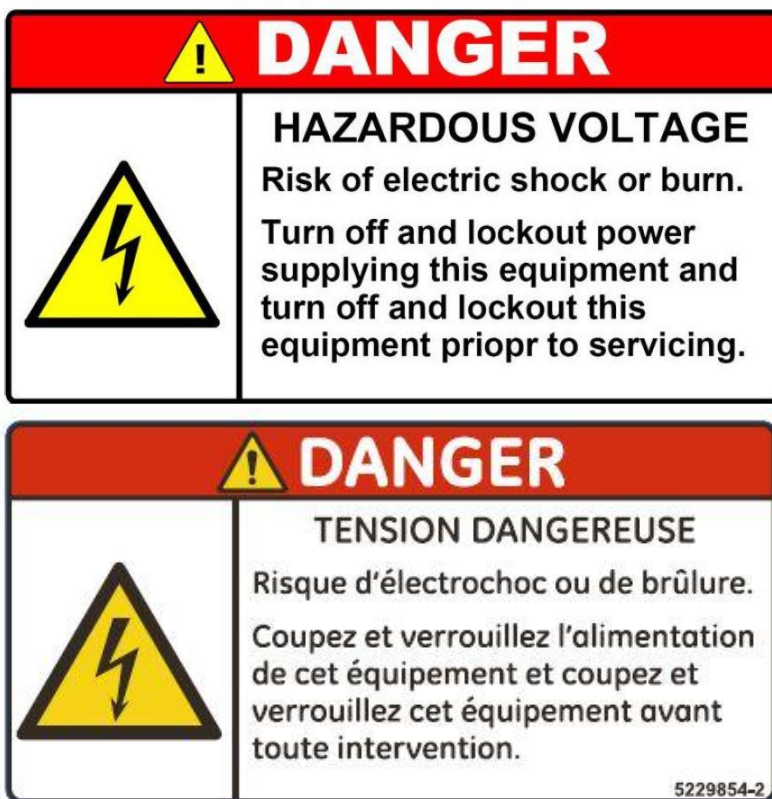 DANGER
HAZARDOUS VOLTAGE
Risk of electric shock or burn.
Turn off and lockout power
supplying this equipment and
turn off and lockout this
equipment priopr to servicing.
DANGER
TENSION DANGEREUSE
Risque d'électrochoc ou de brûlure.
Coupez et verrouillez l'alimentation
de cet équipement et coupez et
verrouillez cet équipement avant
toute intervention.
5229854-2